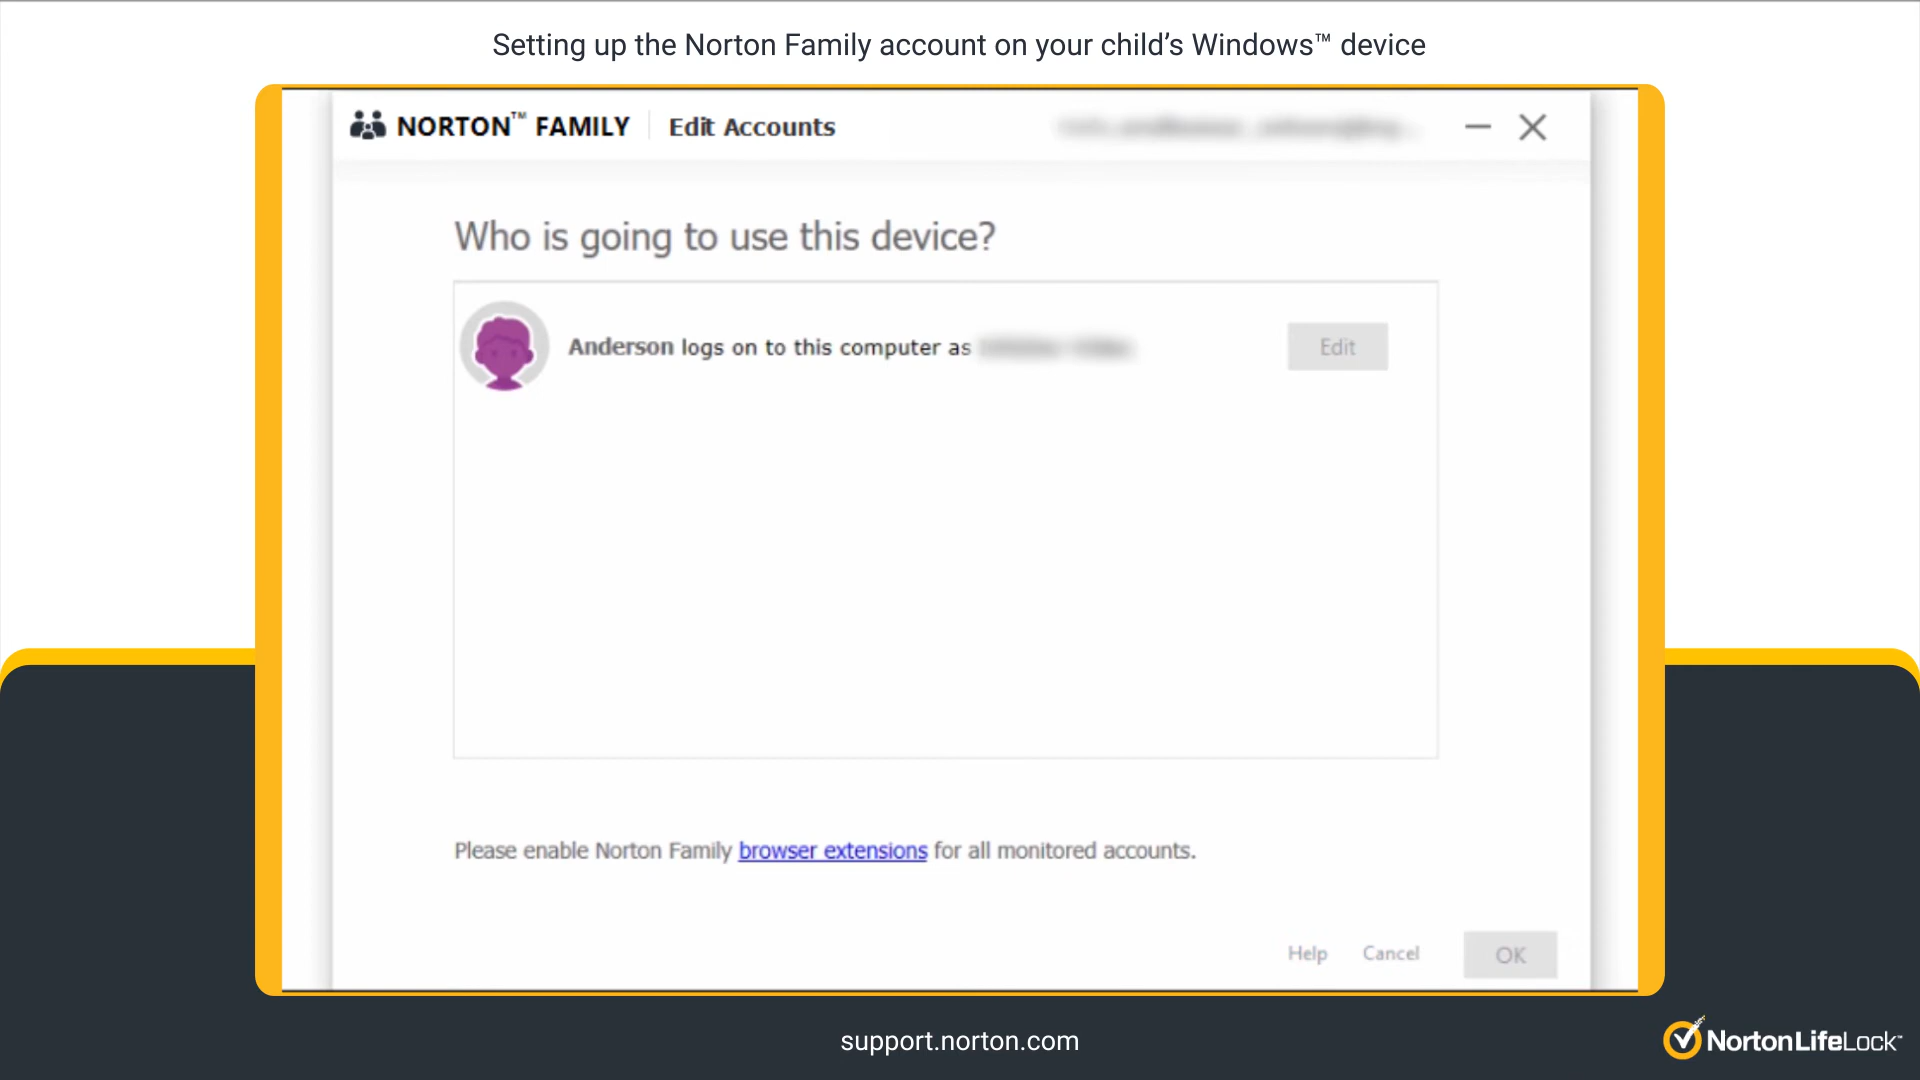 Setting up the Norton Family account on your child’s Windows™ device
NORTON™ FAMILY Edit Accounts
Who is going to use this device?
Anderson logs on to this computer as
Edit
Please enable Norton Family browser extensions for all monitored accounts.
Help Cancel OK
support.norton.com
NortonLifeLock™